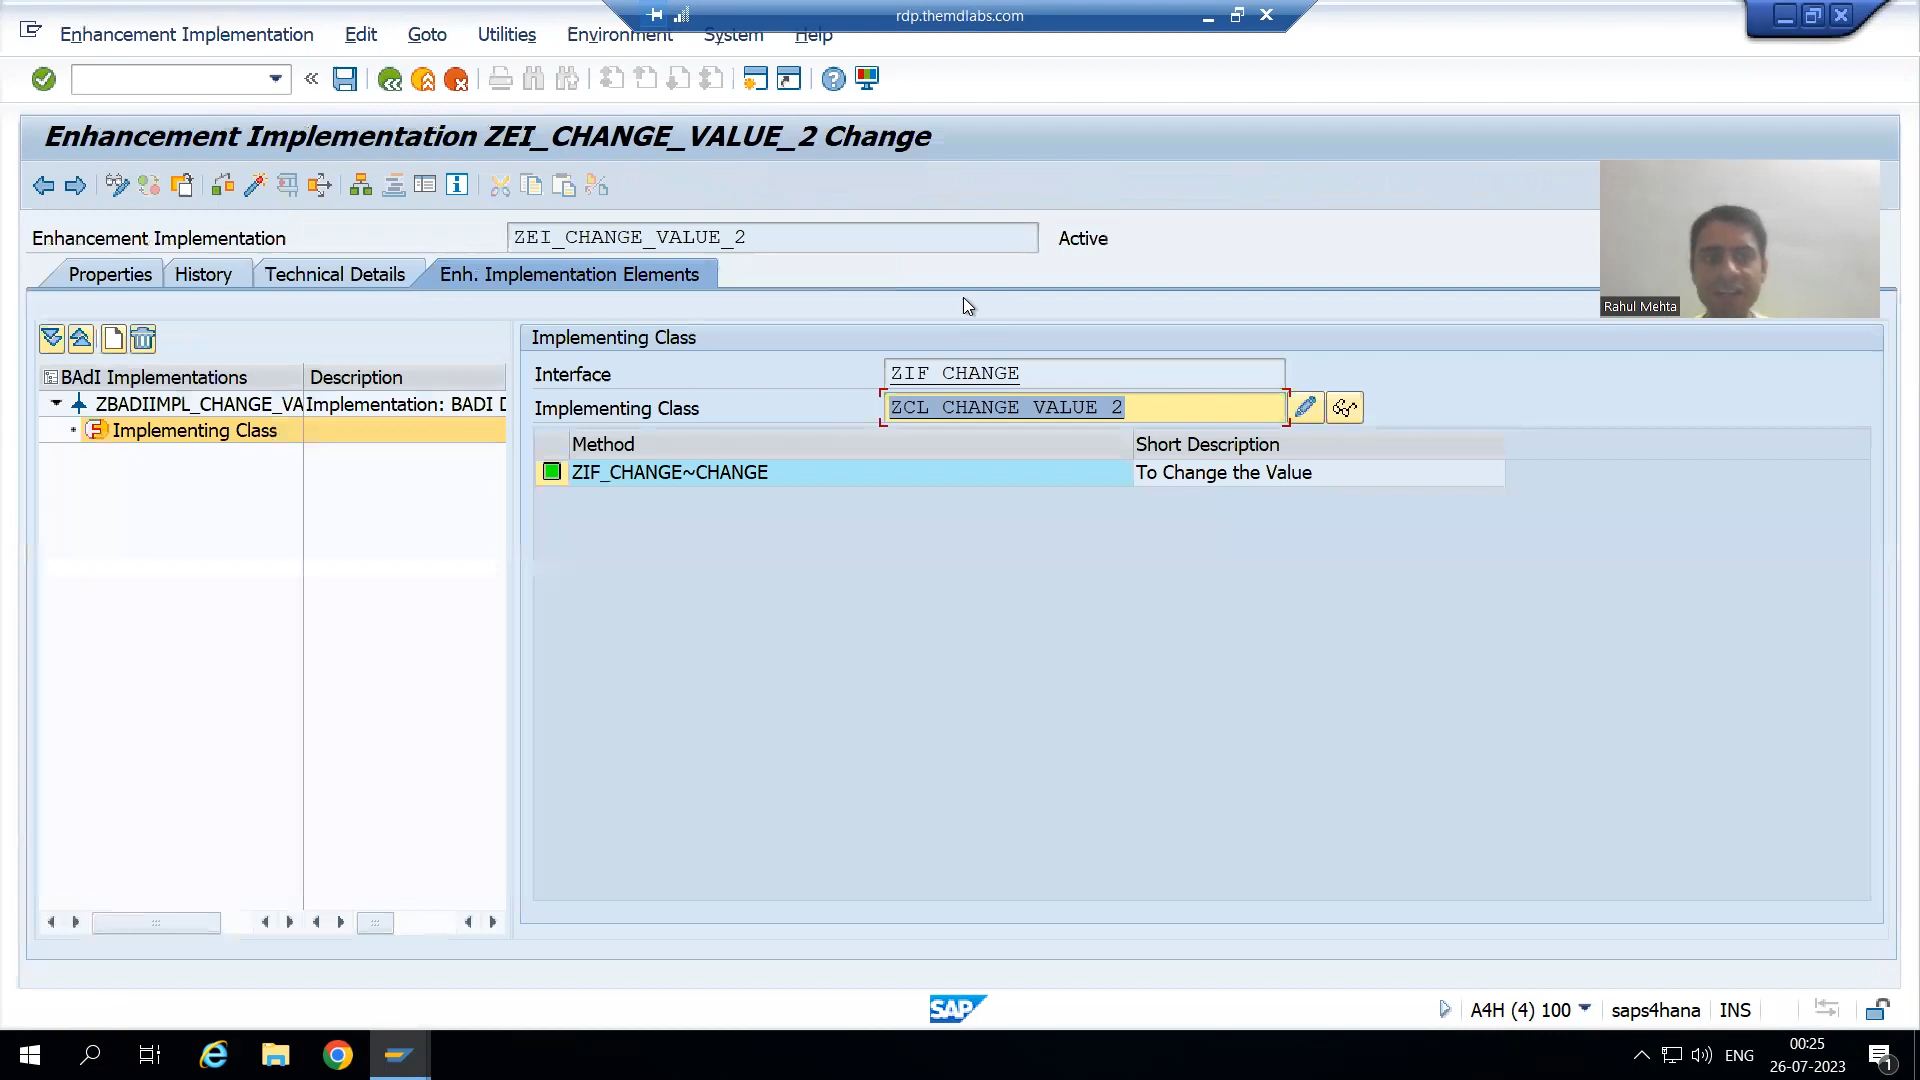 rdp.themdlabs.com
Enhancement Implementation Edit Goto Utilities Environment System Help
Enhancement Implementation ZEI_CHANGE_VALUE_2 Change
Enhancement Implementation ZEI_CHANGE_VALUE_2 Active
Properties History Technical Details Enh. Implementation Elements
Rahul Mehta
Implementing Class
BAdI Implementations Description
Interface ZIF_CHANGE
ZBADIIMPL_CHANGE_VA Implementation: BADI D
Implementing Class ZCL_CHANGE_VALUE_2
Implementing Class
Method Short Description
ZIF_CHANGE~CHANGE To Change the Value
SAP
A4H (4) 100 saps4hana INS
ENG
00:25
26-07-2023
1